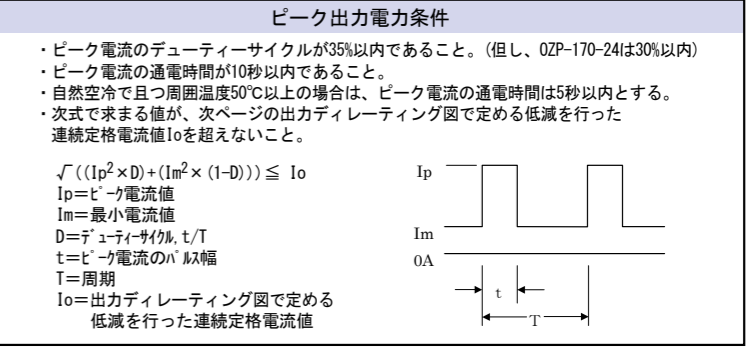 ピーク出力電力条件
・ピーク電流のデューティーサイクルが35%以内であること。(但し、OZP-170-24は30%以内)
・ピーク電流の通電時間が10秒以内であること。
・自然空冷で且つ周囲温度50℃以上の場合は、ピーク電流の通電時間は5秒以内とする。
・次式で求まる値が、次ページの出力ディレーティング図で定める低減を行った
連続定格電流値Ioを超えないこと。
√((Ip²×D)+(Im²×(1-D)))≦ Io
Ip=ﾋﾟｰｸ電流値
Im=最小電流値
D=ﾃﾞｭｰﾃｨｰｻｲｸﾙ,t/T
t=ﾋﾟｰｸ電流のﾊﾟﾙｽ幅
T=周期
Io=出力ディレーティング図で定める
低減を行った連続定格電流値
Ip
Im
0A
t
T